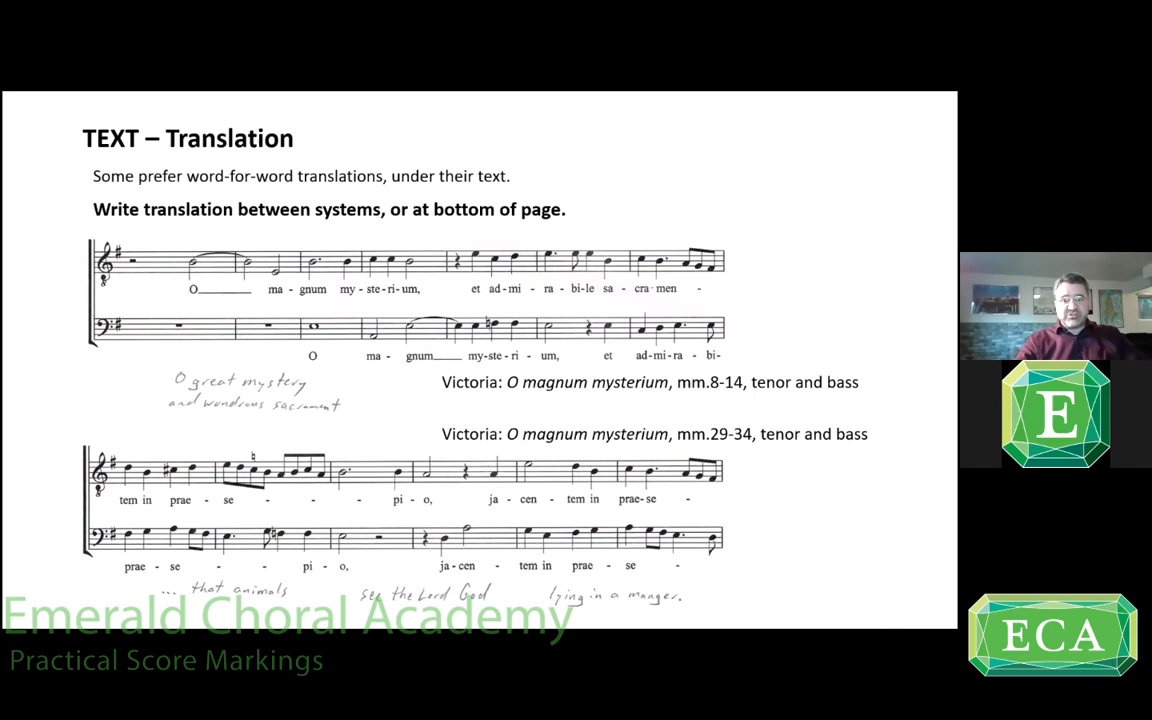 TEXT – Translation
Some prefer word-for-word translations, under their text.
Write translation between systems, or at bottom of page.
O____ ma - gnum my - ste - ri - um, et ad - mi - ra - bi - le sa - cra - men -
O ma - gnum____ my - ste - ri - um, et ad - mi - ra - bi-
O great mystery
and wondrous sacrament
Victoria: O magnum mysterium, mm.8-14, tenor and bass
Victoria: O magnum mysterium, mm.29-34, tenor and bass
tem in prae - se - - - pi - o, ja - cen - tem in prae - se -
prae - se - - pi - o, ja - cen - tem in prae - se -
... that animals see the Lord God lying in a manger.
Emerald Choral Academy
Practical Score Markings
E
ECA